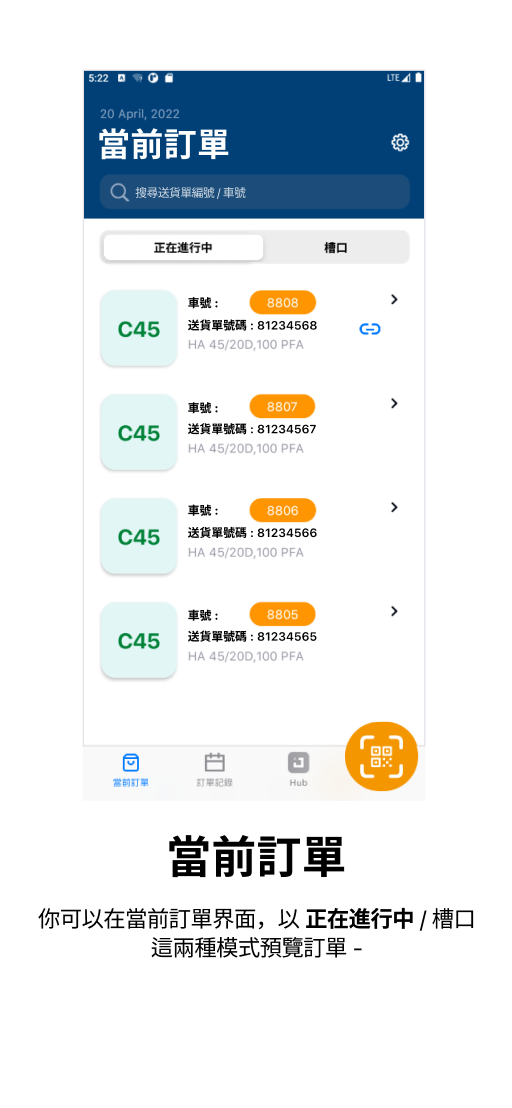 5:22
LTE
20 April, 2022
當前訂單
搜尋送貨單編號 / 車號
正在進行中 槽口
C45
車號 : 8808
送貨單號碼 : 81234568
HA 45/20D,100 PFA
C45
車號 : 8807
送貨單號碼 : 81234567
HA 45/20D,100 PFA
C45
車號 : 8806
送貨單號碼 : 81234566
HA 45/20D,100 PFA
C45
車號 : 8805
送貨單號碼 : 81234565
HA 45/20D,100 PFA
當前訂單 訂單記錄 Hub
當前訂單
你可以在當前訂單界面，以 正在進行中 / 槽口
這兩種模式預覽訂單 -